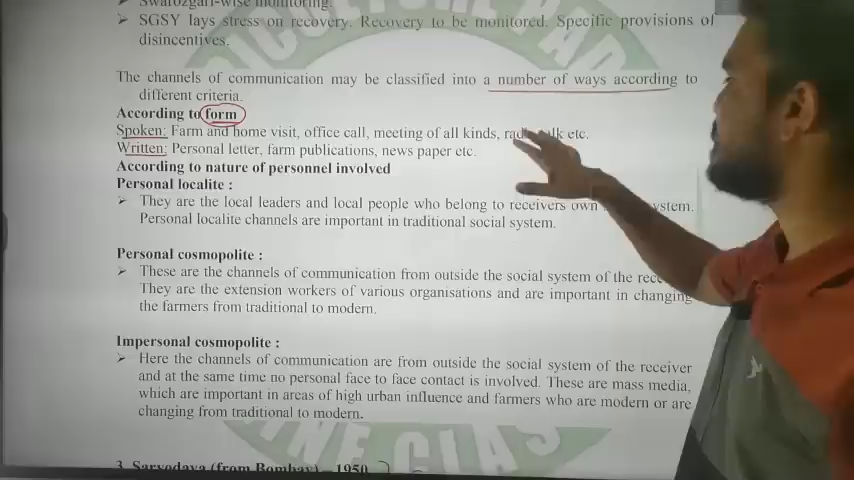 Swarozgari-wise monitoring.
➤ SGSY lays stress on recovery. Recovery to be monitored. Specific provisions of
disincentives.
The channels of communication may be classified into a number of ways according to
different criteria.
According to form
Spoken: Farm and home visit, office call, meeting of all kinds, etc.
Written: Personal letter, farm publications, news paper etc.
According to nature of personnel involved
Personal localite :
➤ They are the local leaders and local people who belong to receivers own
Personal localite channels are important in traditional social system.
Personal cosmopolite :
➤ These are the channels of communication from outside the social system of the
They are the extension workers of various organisations and are important in changing
the farmers from traditional to modern.
Impersonal cosmopolite :
➤ Here the channels of communication are from outside the social system of the receiver
and at the same time no personal face to face contact is involved. These are mass media,
which are important in areas of high urban influence and farmers who are modern or are
changing from traditional to modern.
3. Sarvodaya (from Bombay) – 1950